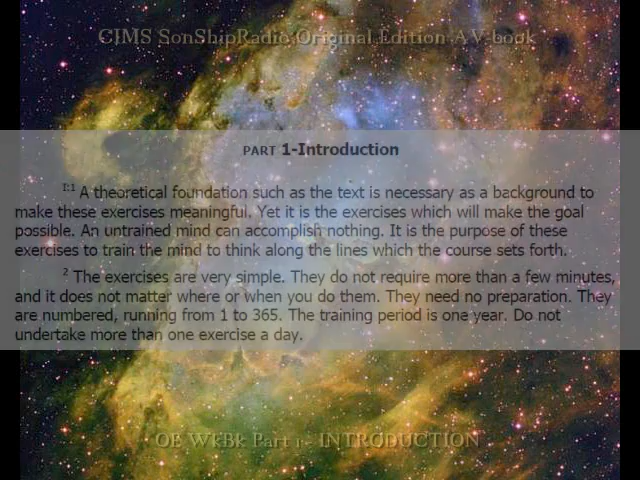 CIMS SonShipRadio Original Edition AV book
PART 1-Introduction
I:1 A theoretical foundation such as the text is necessary as a background to
make these exercises meaningful. Yet it is the exercises which will make the goal
possible. An untrained mind can accomplish nothing. It is the purpose of these
exercises to train the mind to think along the lines which the course sets forth.
2 The exercises are very simple. They do not require more than a few minutes,
and it does not matter where or when you do them. They need no preparation. They
are numbered, running from 1 to 365. The training period is one year. Do not
undertake more than one exercise a day.
OE WkBk Part 1 - INTRODUCTION